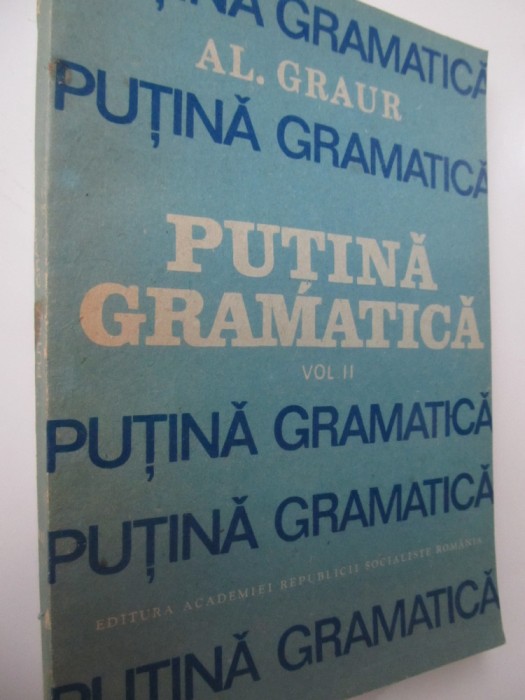 PUȚINĂ GRAMATICĂ
AL. GRAUR
PUȚINĂ GRAMATICĂ
PUȚINĂ
GRAMATICĂ
VOL II
PUȚINĂ GRAMATICĂ
PUȚINĂ GRAMATICĂ
EDITURA ACADEMIEI REPUBLICII SOCIALISTE ROMÂNIA
PUȚINĂ GRAMATICĂ